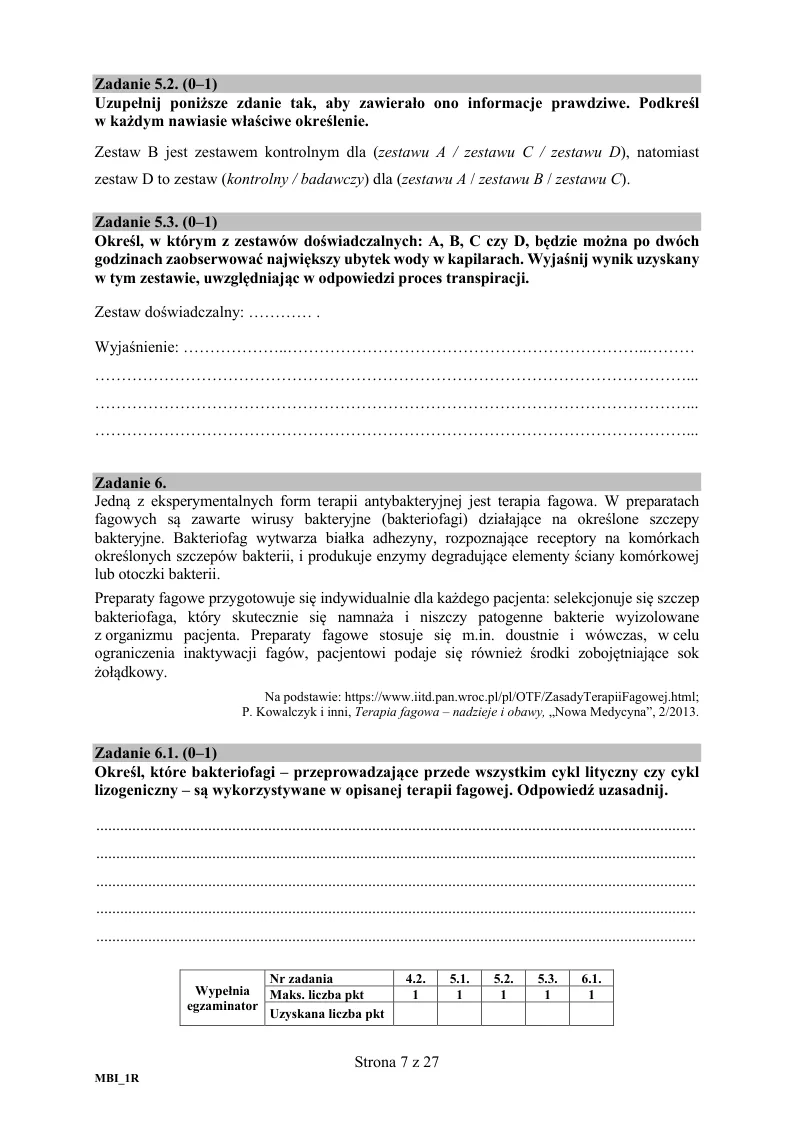 Zadanie 5.2. (0–1)
Uzupełnij poniższe zdanie tak, aby zawierało ono informacje prawdziwe. Podkreśl
w każdym nawiasie właściwe określenie.
Zestaw B jest zestawem kontrolnym dla (zestawu A / zestawu C / zestawu D), natomiast
zestaw D to zestaw (kontrolny / badawczy) dla (zestawu A / zestawu B / zestawu C).
Zadanie 5.3. (0–1)
Określ, w którym z zestawów doświadczalnych: A, B, C czy D, będzie można po dwóch
godzinach zaobserwować największy ubytek wody w kapilarach. Wyjaśnij wynik uzyskany
w tym zestawie, uwzględniając w odpowiedzi proces transpiracji.
Zestaw doświadczalny: ………… .
Wyjaśnienie: ………………..…………………………………………………………..………
…………………………………………………………………………………………………...
…………………………………………………………………………………………………...
…………………………………………………………………………………………………...
Zadanie 6.
Jedną z eksperymentalnych form terapii antybakteryjnej jest terapia fagowa. W preparatach
fagowych są zawarte wirusy bakteryjne (bakteriofagi) działające na określone szczepy
bakteryjne. Bakteriofag wytwarza białka adhezyny, rozpoznające receptory na komórkach
określonych szczepów bakterii, i produkuje enzymy degradujące elementy ściany komórkowej
lub otoczki bakterii.
Preparaty fagowe przygotowuje się indywidualnie dla każdego pacjenta: selekcjonuje się szczep
bakteriofaga, który skutecznie się namnaża i niszczy patogenne bakterie wyizolowane
z organizmu pacjenta. Preparaty fagowe stosuje się m.in. doustnie i wówczas, w celu
ograniczenia inaktywacji fagów, pacjentowi podaje się również środki zobojętniające sok
żołądkowy.
Na podstawie: https://www.iitd.pan.wroc.pl/pl/OTF/ZasadyTerapiiFagowej.html;
P. Kowalczyk i inni, Terapia fagowa – nadzieje i obawy, „Nowa Medycyna”, 2/2013.
Zadanie 6.1. (0–1)
Określ, które bakteriofagi – przeprowadzające przede wszystkim cykl lityczny czy cykl
lizogeniczny – są wykorzystywane w opisanej terapii fagowej. Odpowiedź uzasadnij.
......................................................................................................................................................
......................................................................................................................................................
......................................................................................................................................................
......................................................................................................................................................
......................................................................................................................................................
Wypełnia egzaminator
Nr zadania 4.2. 5.1. 5.2. 5.3. 6.1.
Maks. liczba pkt 1 1 1 1 1
Uzyskana liczba pkt
Strona 7 z 27
MBI_1R